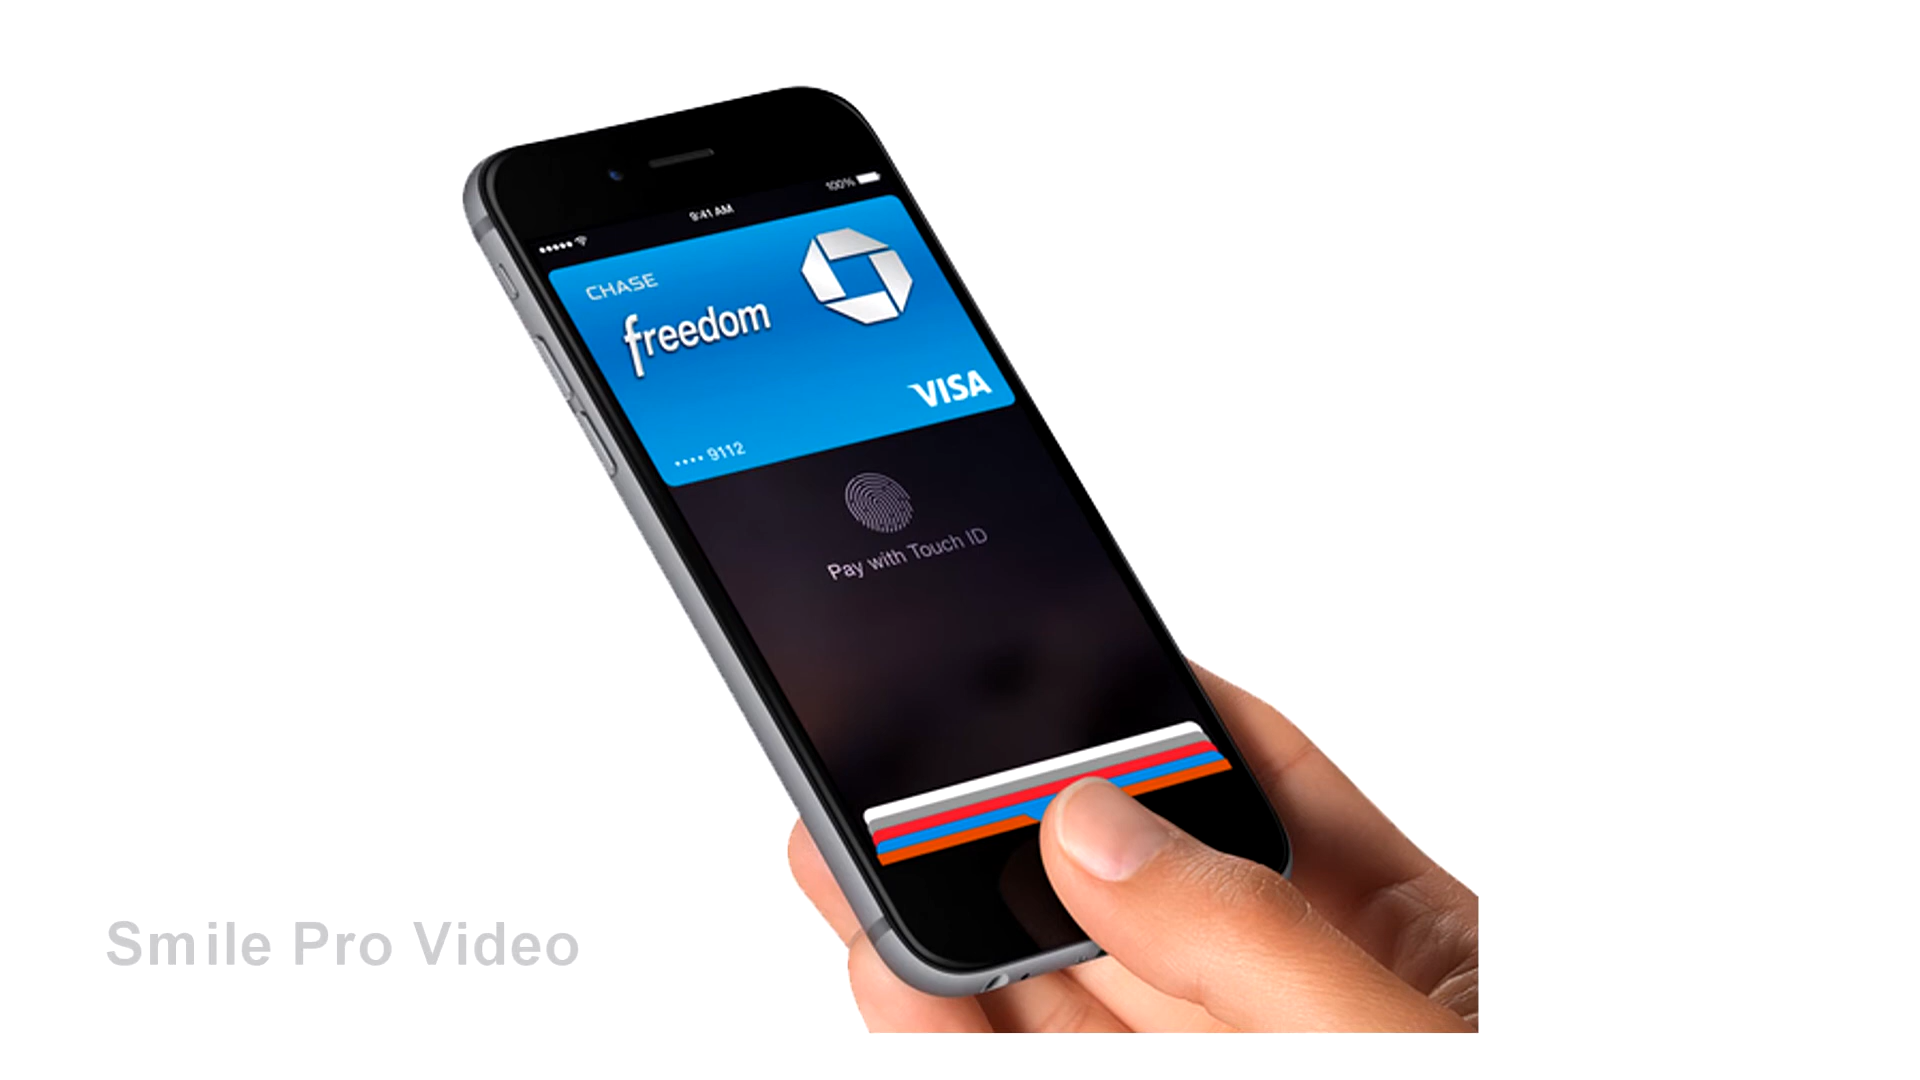 100%
9:41 AM
CHASE
freedom
VISA
•••• 9112
Pay with Touch ID
Smile Pro Video